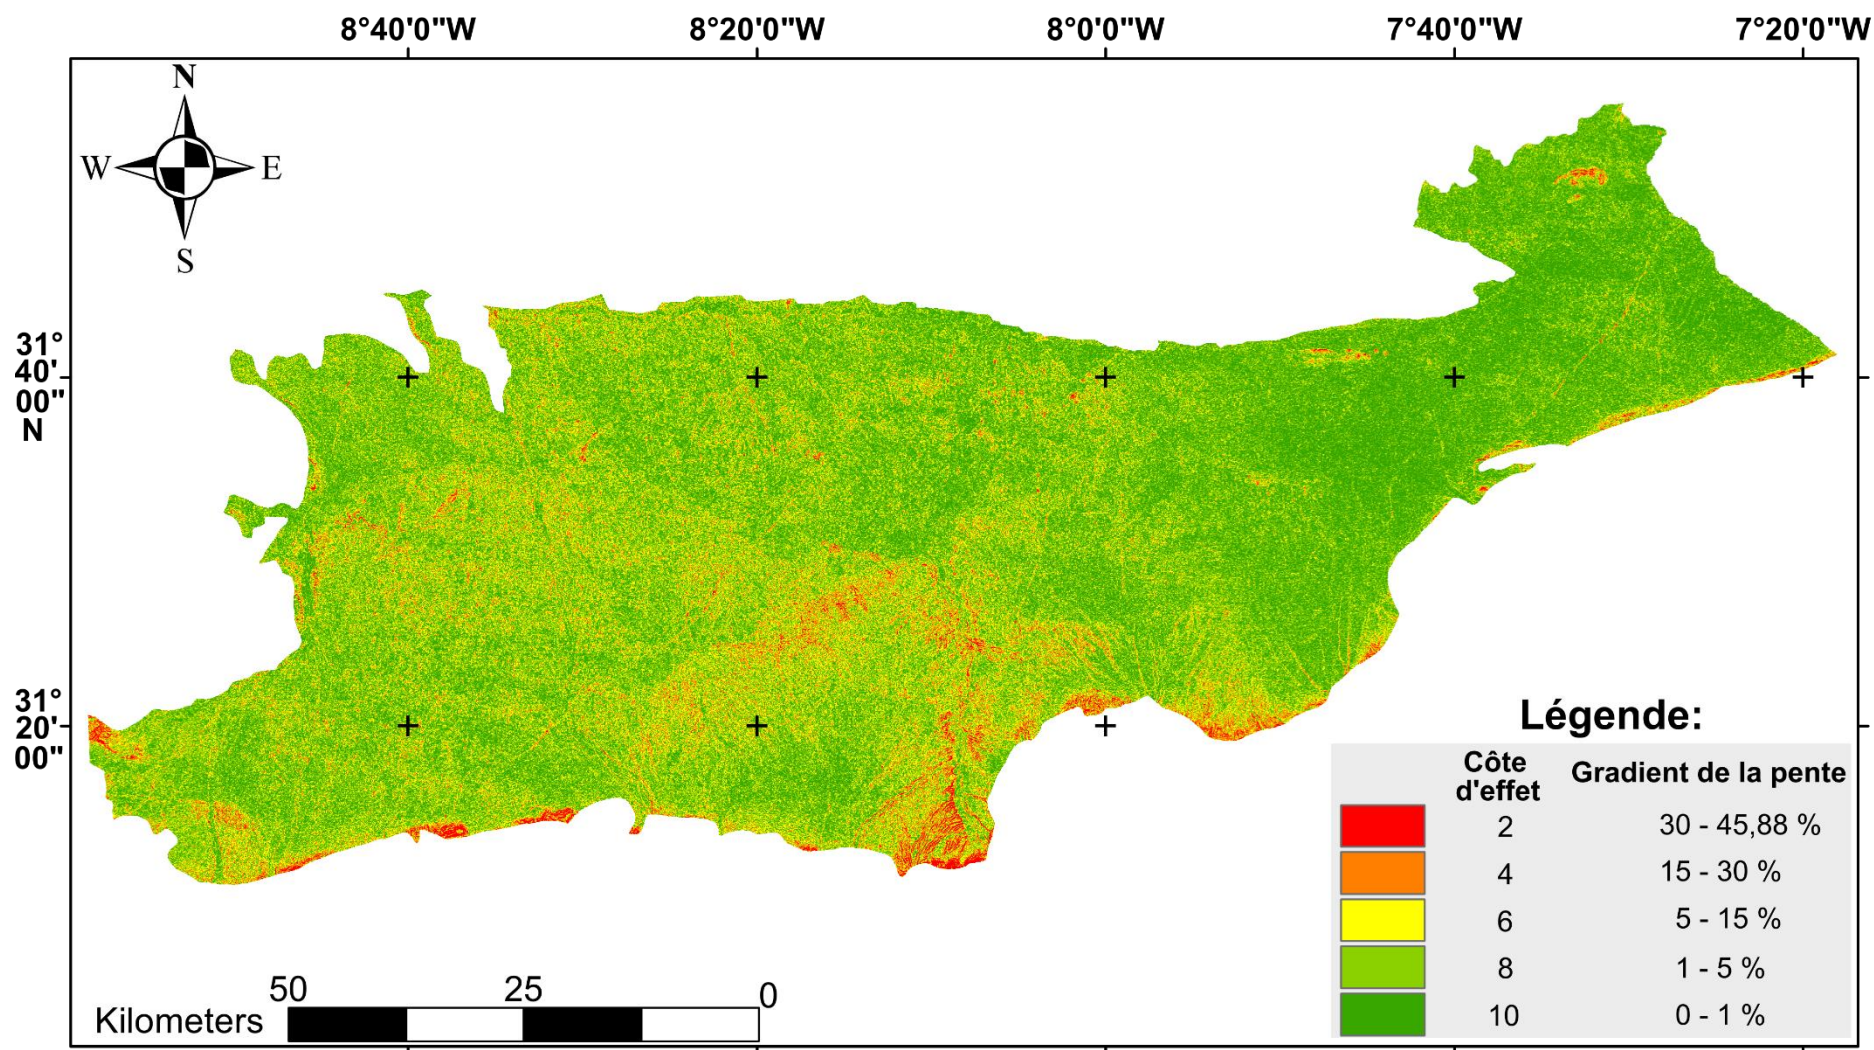 8°40'0"W 8°20'0"W 8°0'0"W 7°40'0"W 7°20'0"W
N
W E
S
31°
40'
00"
N
31°
20'
00"
Légende:
Côte
d'effet
Gradient de la pente
2 30 - 45,88 %
4 15 - 30 %
6 5 - 15 %
8 1 - 5 %
10 0 - 1 %
50 25 0
Kilometers